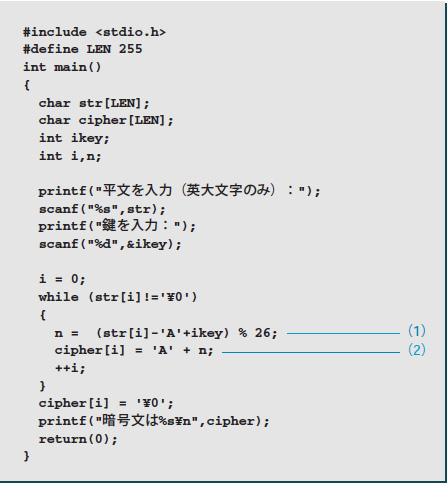 #include <stdio.h>
#define LEN 255
int main()
{
  char str[LEN];
  char cipher[LEN];
  int ikey;
  int i,n;

  printf("平文を入力（英大文字のみ）：");
  scanf("%s",str);
  printf("鍵を入力：");
  scanf("%d",&ikey);

  i = 0;
  while (str[i]!='¥0')
  {
    n =  (str[i]-'A'+ikey) % 26; (1)
    cipher[i] = 'A' + n; (2)
    ++i;
  }
  cipher[i] = '¥0';
  printf("暗号文は%s¥n",cipher);
  return(0);
}